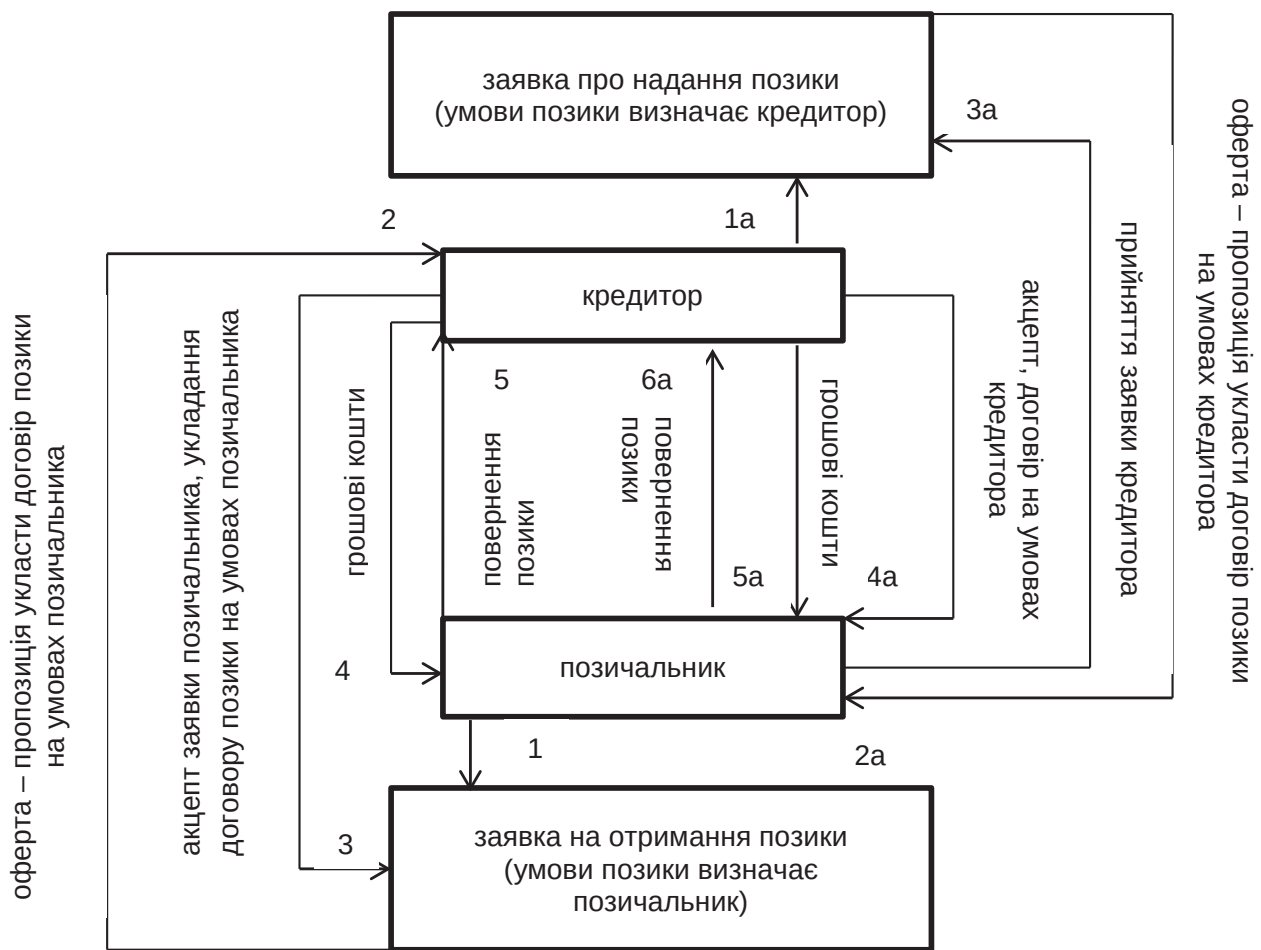 заявка про надання позики
(умови позики визначає кредитор)
3а
2
1а
кредитор
оферта – пропозиція укласти договір позики
на умовах позичальника
акцепт заявки позичальника, укладання
договору позики на умовах позичальника
грошові кошти
5
повернення
позики
6а
повернення
позики
грошові кошти
акцепт, договір на умовах
кредитора
прийняття заявки кредитора
оферта – пропозиція укласти договір позики
на умовах кредитора
5а
4а
4
позичальник
1
2а
3
заявка на отримання позики
(умови позики визначає
позичальник)